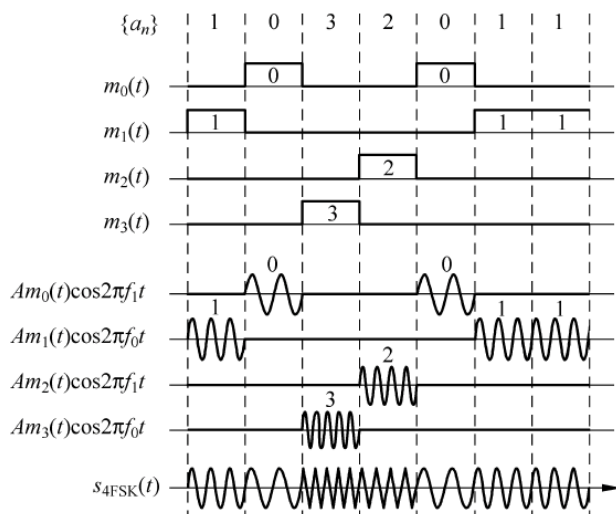 {aₙ} 1 0 3 2 0 1 1
m₀(t) 0 0
m₁(t) 1 1 1
m₂(t) 2
m₃(t) 3
Am₀(t)cos2πf₁t 0 0
Am₁(t)cos2πf₀t 1 1 1
Am₂(t)cos2πf₁t 2
Am₃(t)cos2πf₀t 3
s₄FSK(t)